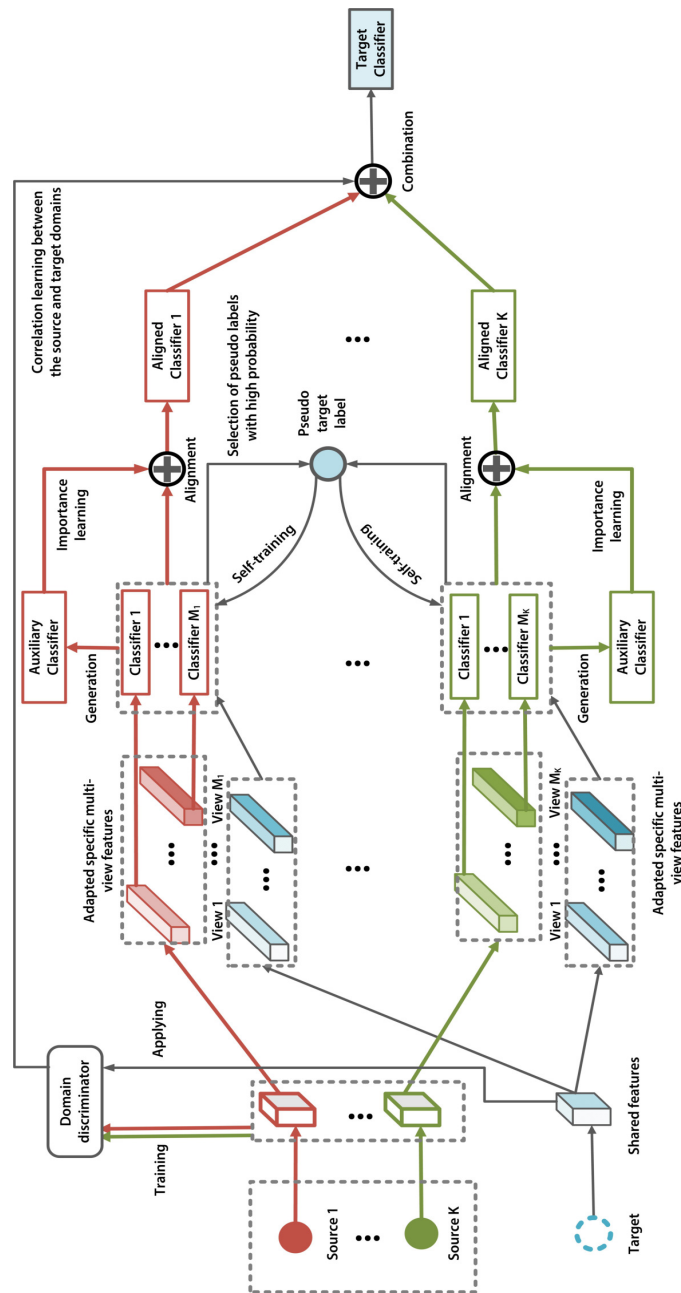 Source 1
Source K
Target
Training
Domain
discriminator
Applying
Shared features
Adapted specific multi-
view features
View 1
View M₁
View 1
View Mₖ
Adapted specific multi-
view features
Auxiliary
Classifier
Generation
Classifier 1
Classifier M₁
Classifier 1
Classifier Mₖ
Generation
Auxiliary
Classifier
Importance
learning
Self-training
Self-training
Importance
learning
Alignment
Selection of pseudo labels
with high probability
Pseudo
target
label
Alignment
Correlation learning between
the source and target domains
Aligned
Classifier 1
Aligned
Classifier K
Combination
Target
Classifier